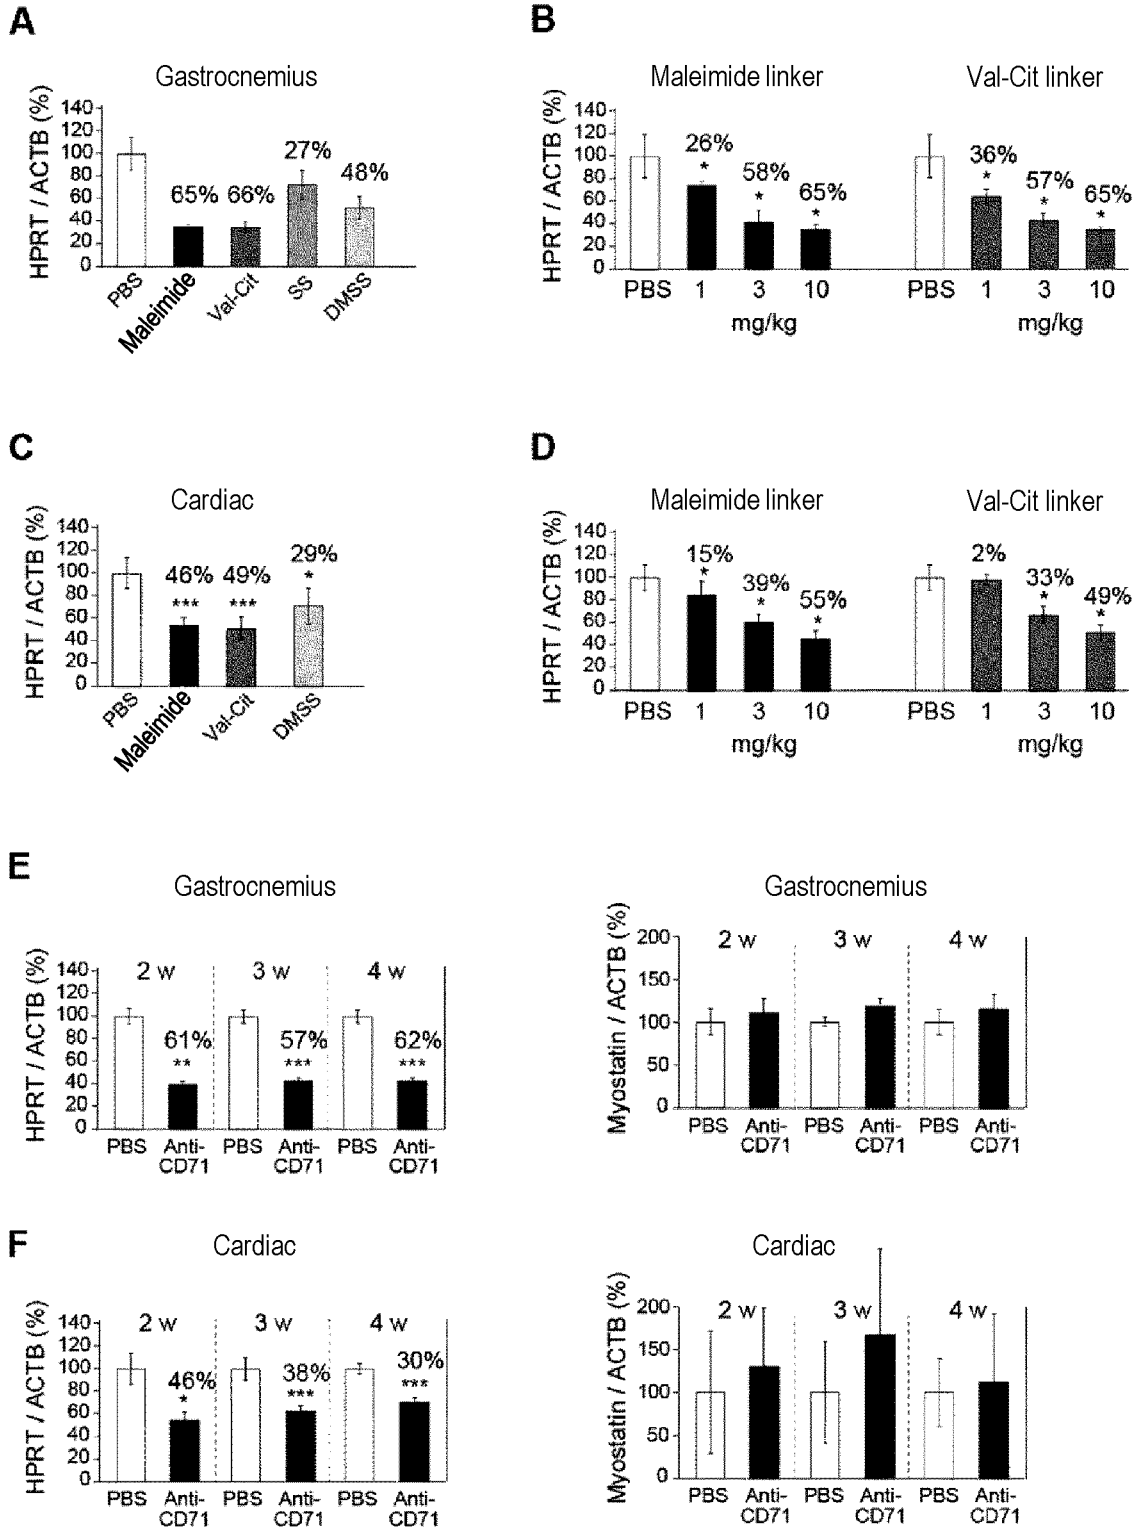 A
Gastrocnemius
HPRT / ACTB (%)
140
120
100
80
60
40
20
0
65%
66%
27%
48%
PBS
Maleimide
Val-Cit
SS
DMSS
B
Maleimide linker
Val-Cit linker
HPRT / ACTB (%)
140
120
100
80
60
40
20
0
26%
*
58%
*
65%
*
36%
*
57%
*
65%
*
PBS 1 3 10
mg/kg
PBS 1 3 10
mg/kg
C
Cardiac
HPRT / ACTB (%)
140
120
100
80
60
40
20
0
46%
***
49%
***
29%
*
PBS
Maleimide
Val-Cit
DMSS
D
Maleimide linker
Val-Cit linker
HPRT / ACTB (%)
140
120
100
80
60
40
20
0
15%
*
39%
*
55%
*
2%
33%
*
49%
*
PBS 1 3 10
mg/kg
PBS 1 3 10
mg/kg
E
Gastrocnemius
HPRT / ACTB (%)
140
120
100
80
60
40
20
0
2 w
3 w
4 w
61%
**
57%
***
62%
***
PBS Anti-CD71
PBS Anti-CD71
PBS Anti-CD71
Gastrocnemius
Myostatin / ACTB (%)
200
150
100
50
0
2 w
3 w
4 w
PBS Anti-CD71
PBS Anti-CD71
PBS Anti-CD71
F
Cardiac
HPRT / ACTB (%)
140
120
100
80
60
40
20
0
2 w
3 w
4 w
46%
*
38%
***
30%
***
PBS Anti-CD71
PBS Anti-CD71
PBS Anti-CD71
Cardiac
Myostatin / ACTB (%)
200
150
100
50
0
2 w
3 w
4 w
PBS Anti-CD71
PBS Anti-CD71
PBS Anti-CD71